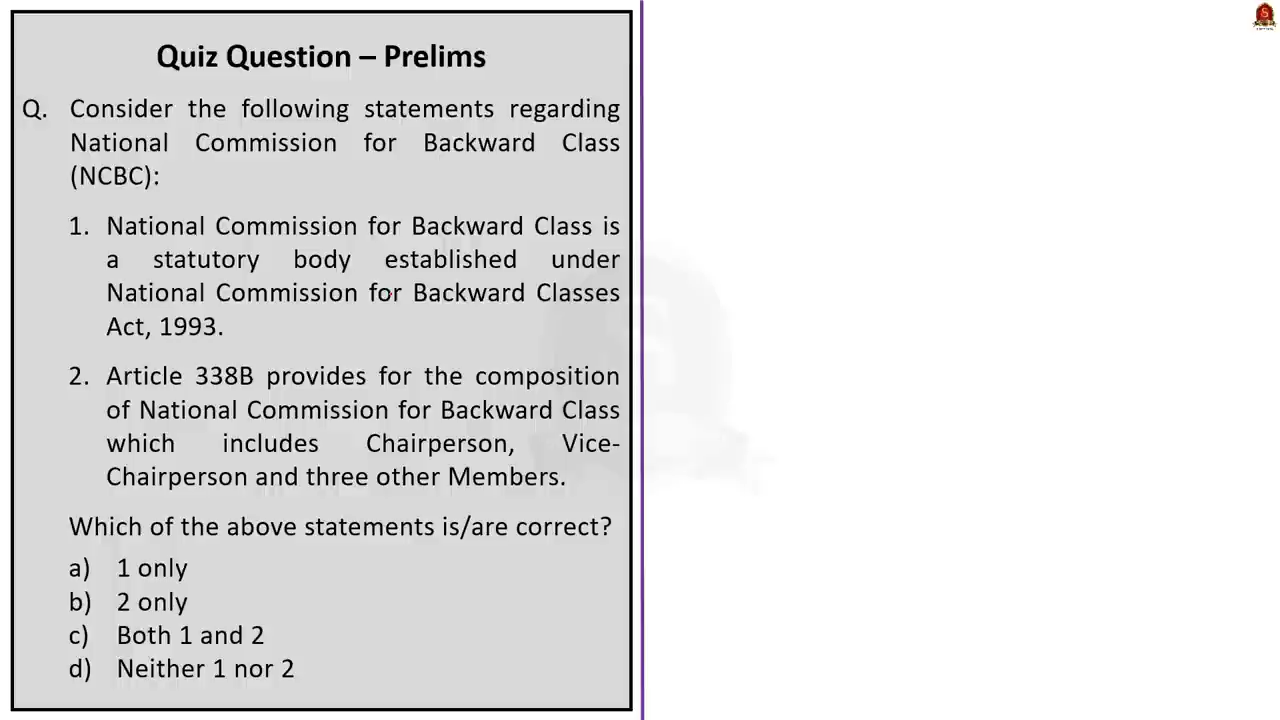 Quiz Question – Prelims
Q. Consider the following statements regarding
National Commission for Backward Class
(NCBC):
1. National Commission for Backward Class is
a statutory body established under
National Commission for Backward Classes
Act, 1993.
2. Article 338B provides for the composition
of National Commission for Backward Class
which includes Chairperson, Vice-
Chairperson and three other Members.
Which of the above statements is/are correct?
a) 1 only
b) 2 only
c) Both 1 and 2
d) Neither 1 nor 2